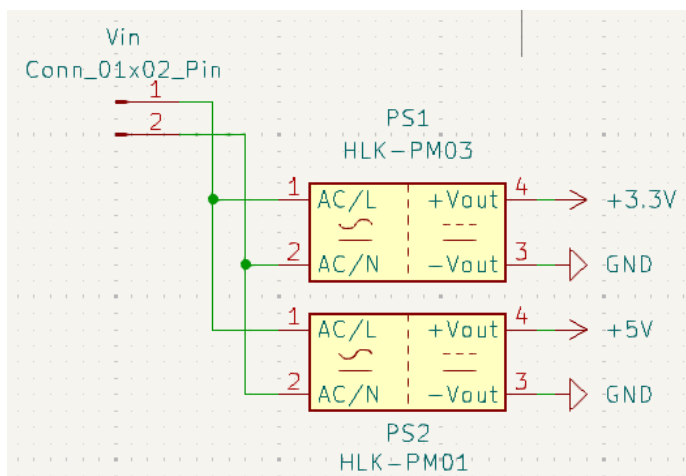 Vin
Conn_01x02_Pin
1
2
PS1
HLK-PM03
1 AC/L +Vout 4 +3.3V
2 AC/N -Vout 3 GND
1 AC/L +Vout 4 +5V
2 AC/N -Vout 3 GND
PS2
HLK-PM01